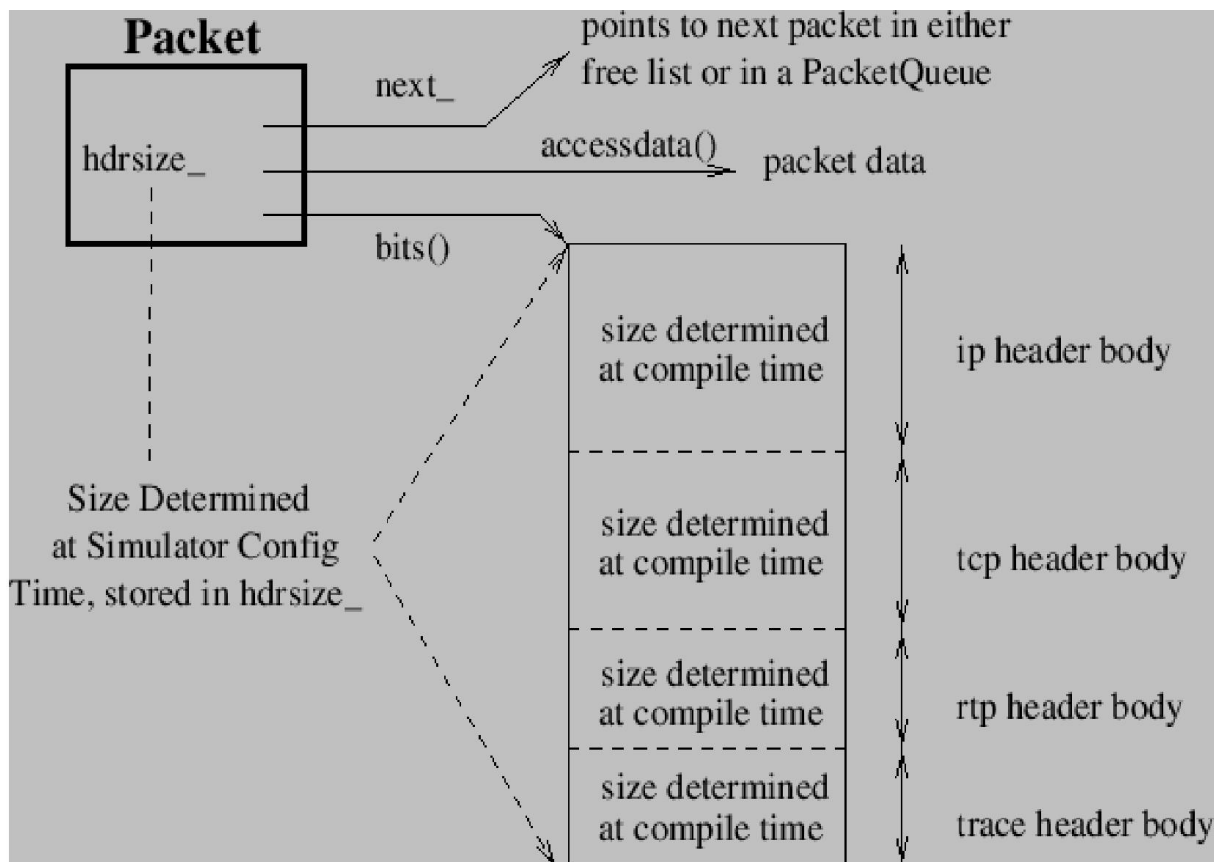 Packet
points to next packet in either
free list or in a PacketQueue
next_
accessdata()
packet data
hdrsize_
bits()
size determined
at compile time
ip header body
Size Determined
at Simulator Config
Time, stored in hdrsize_
size determined
at compile time
tcp header body
size determined
at compile time
rtp header body
size determined
at compile time
trace header body